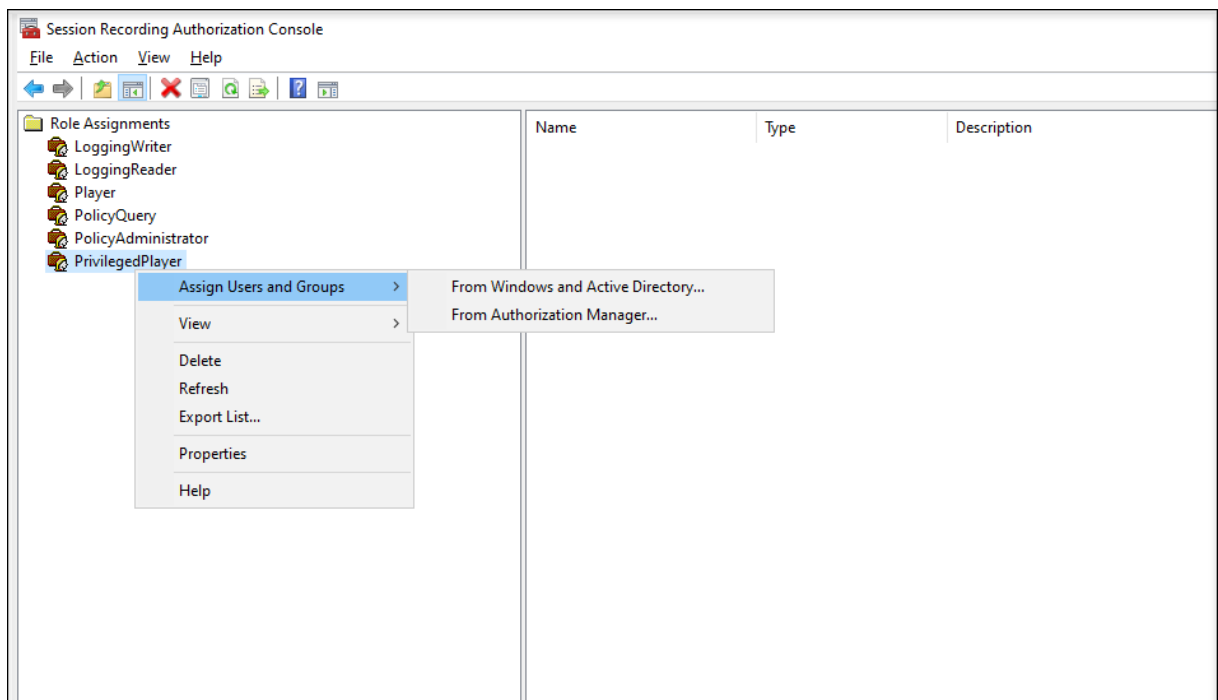 Session Recording Authorization Console
File Action View Help
Role Assignments
LoggingWriter
LoggingReader
Player
PolicyQuery
PolicyAdministrator
PrivilegedPlayer
Name Type Description
Assign Users and Groups
View
Delete
Refresh
Export List...
Properties
Help
From Windows and Active Directory...
From Authorization Manager...